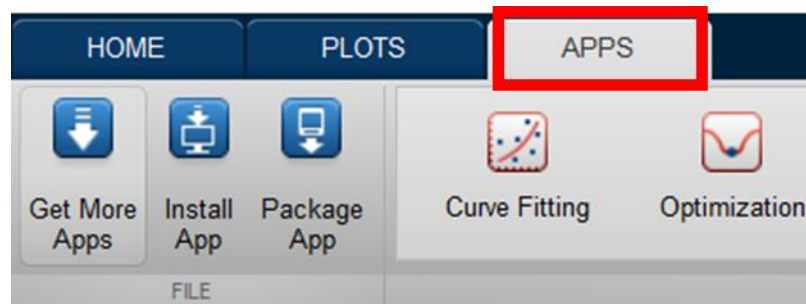 HOME PLOTS APPS
Get More Apps
Install App
Package App
Curve Fitting
Optimization
FILE